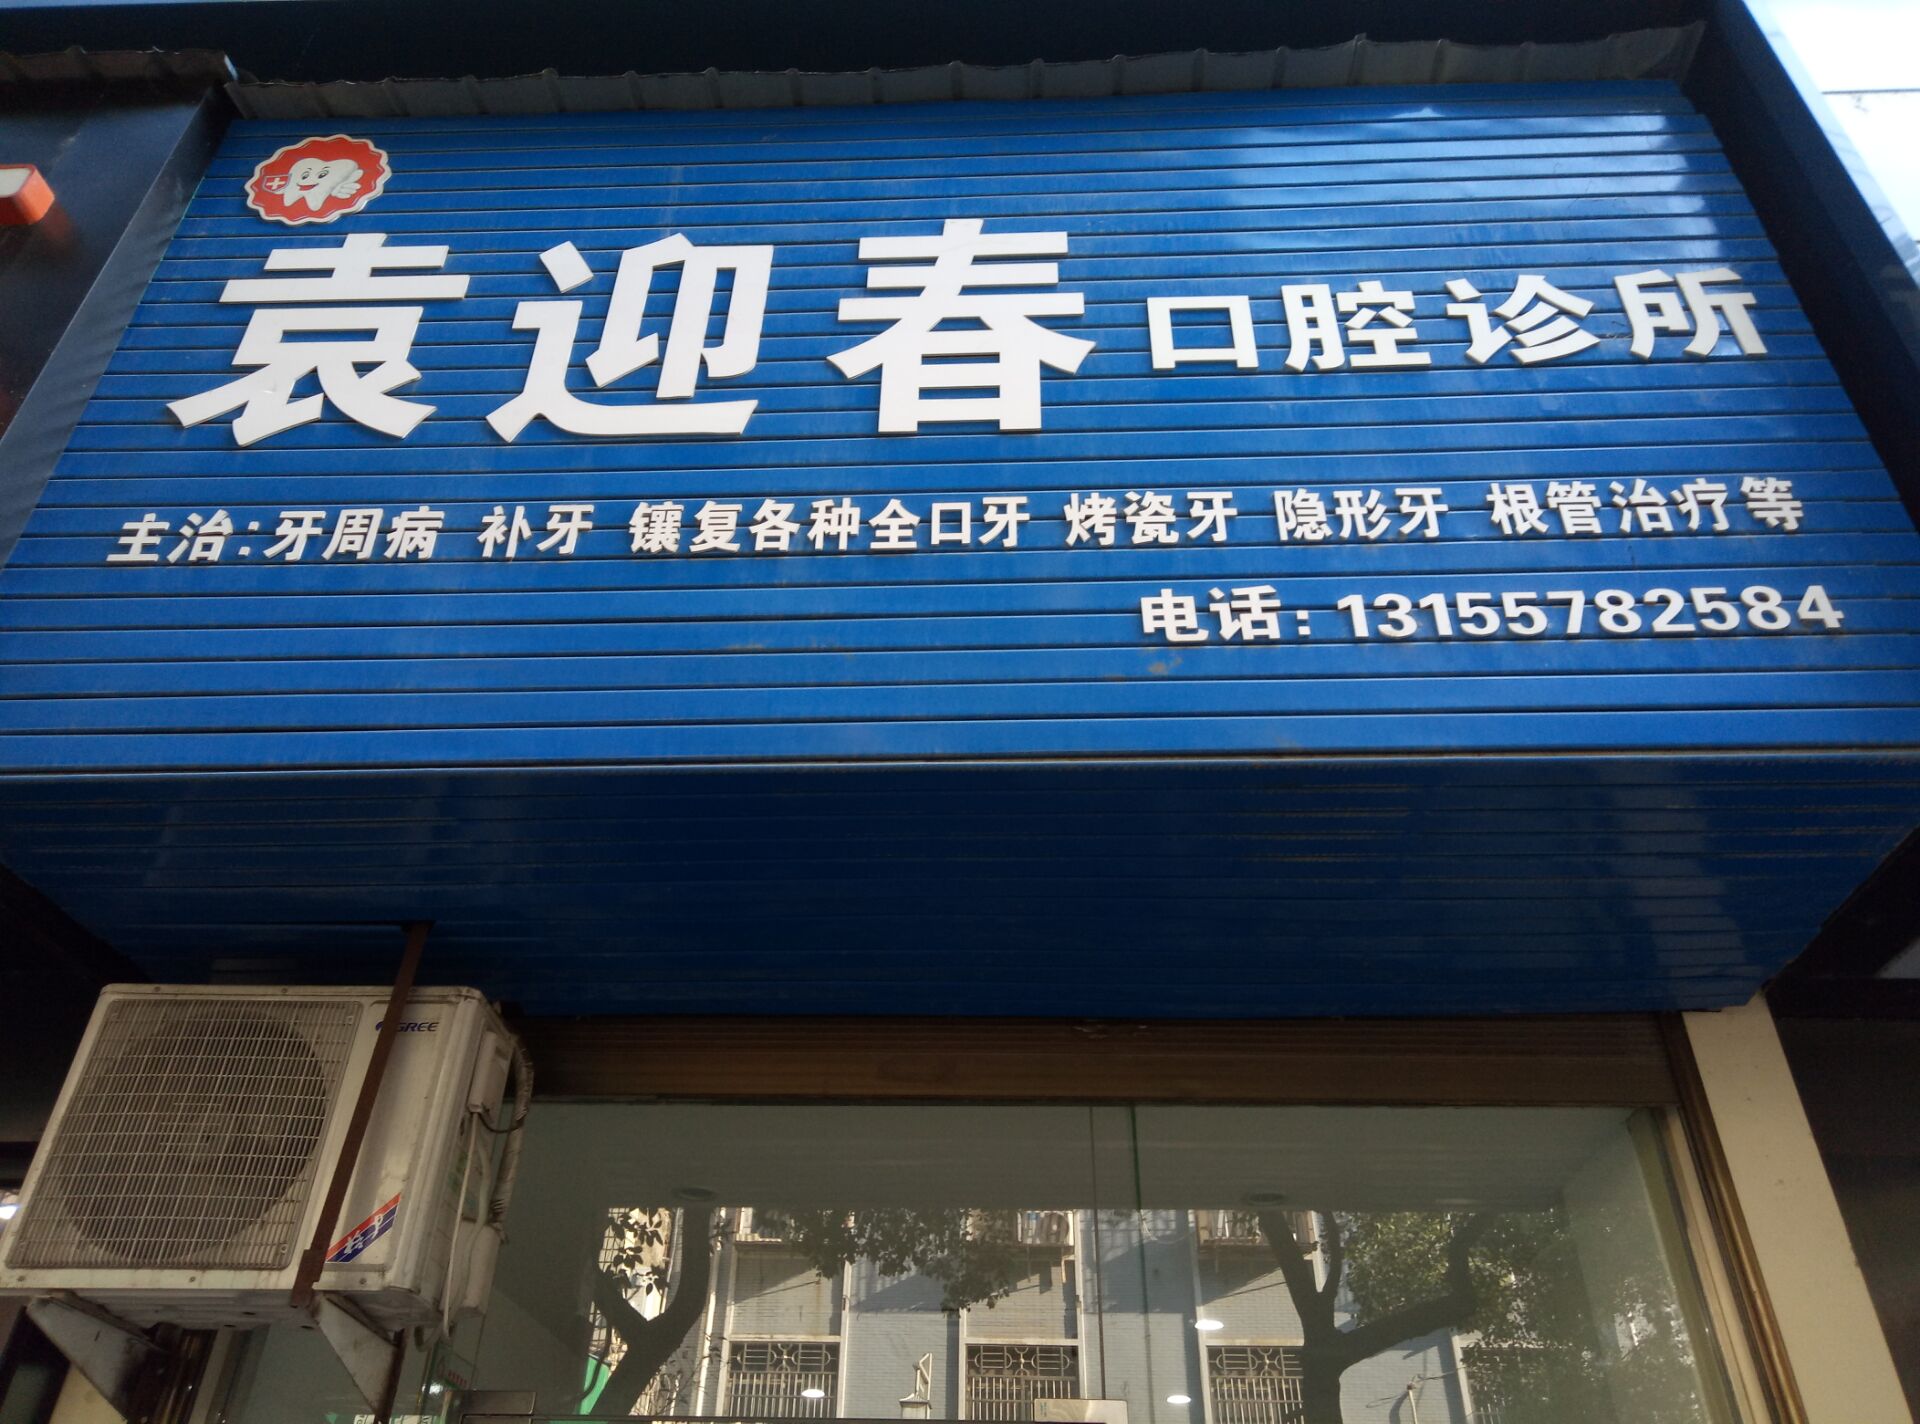 袁迎春口腔诊所
主治:牙周病 补牙 镶复各种全口牙 烤瓷牙 隐形牙 根管治疗等
电话:13155782584
GREE